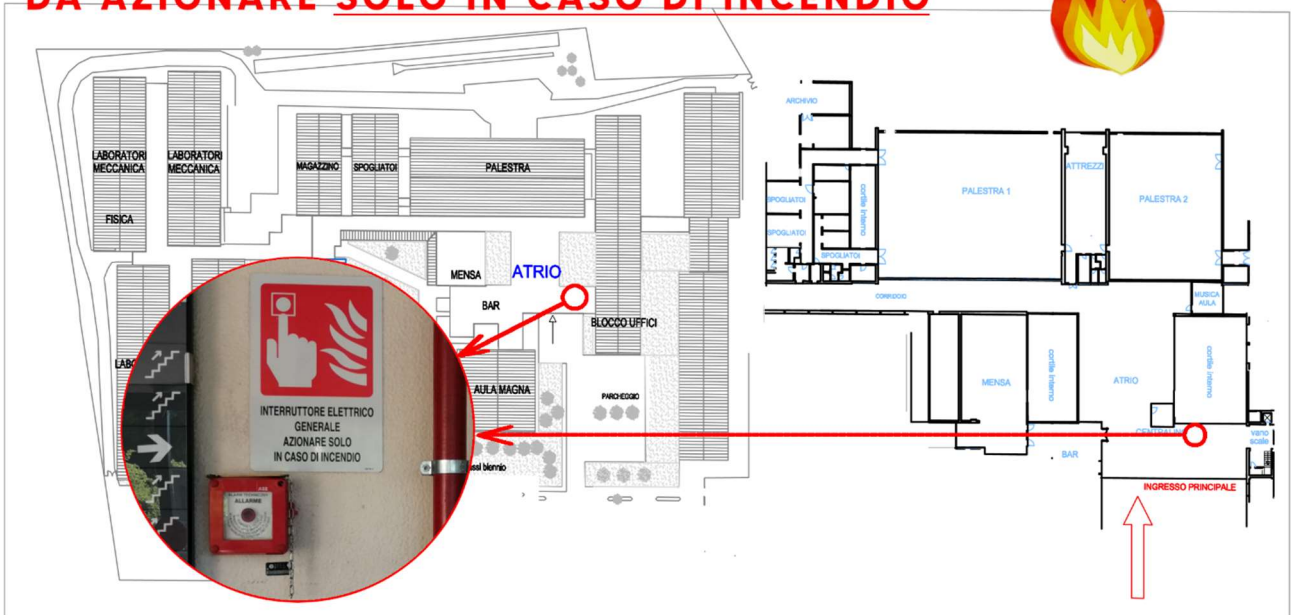 DA AZIONARE SOLO IN CASO DI INCENDIO
LABORATORI
MECCANICA
FISICA
LABORATORI
MECCANICA
MAGAZZINO
SPOGLIATOI
PALESTRA
MENSA
ATRIO
BAR
BLOCCO UFFICI
AULA MAGNA
PARCHEGGIO
biennio
INTERRUTTORE ELETTRICO
GENERALE
AZIONARE SOLO
IN CASO DI INCENDIO
ALLARME
ARCHIVIO
SPOGLIATOI
SPOGLIATOI
SPOGLIATOI
cortile interno
PALESTRA 1
ATTREZZI
PALESTRA 2
CORRIDOIO
MUSICA
AULA
MENSA
cortile interno
ATRIO
cortile interno
BAR
vano
scale
INGRESSO PRINCIPALE